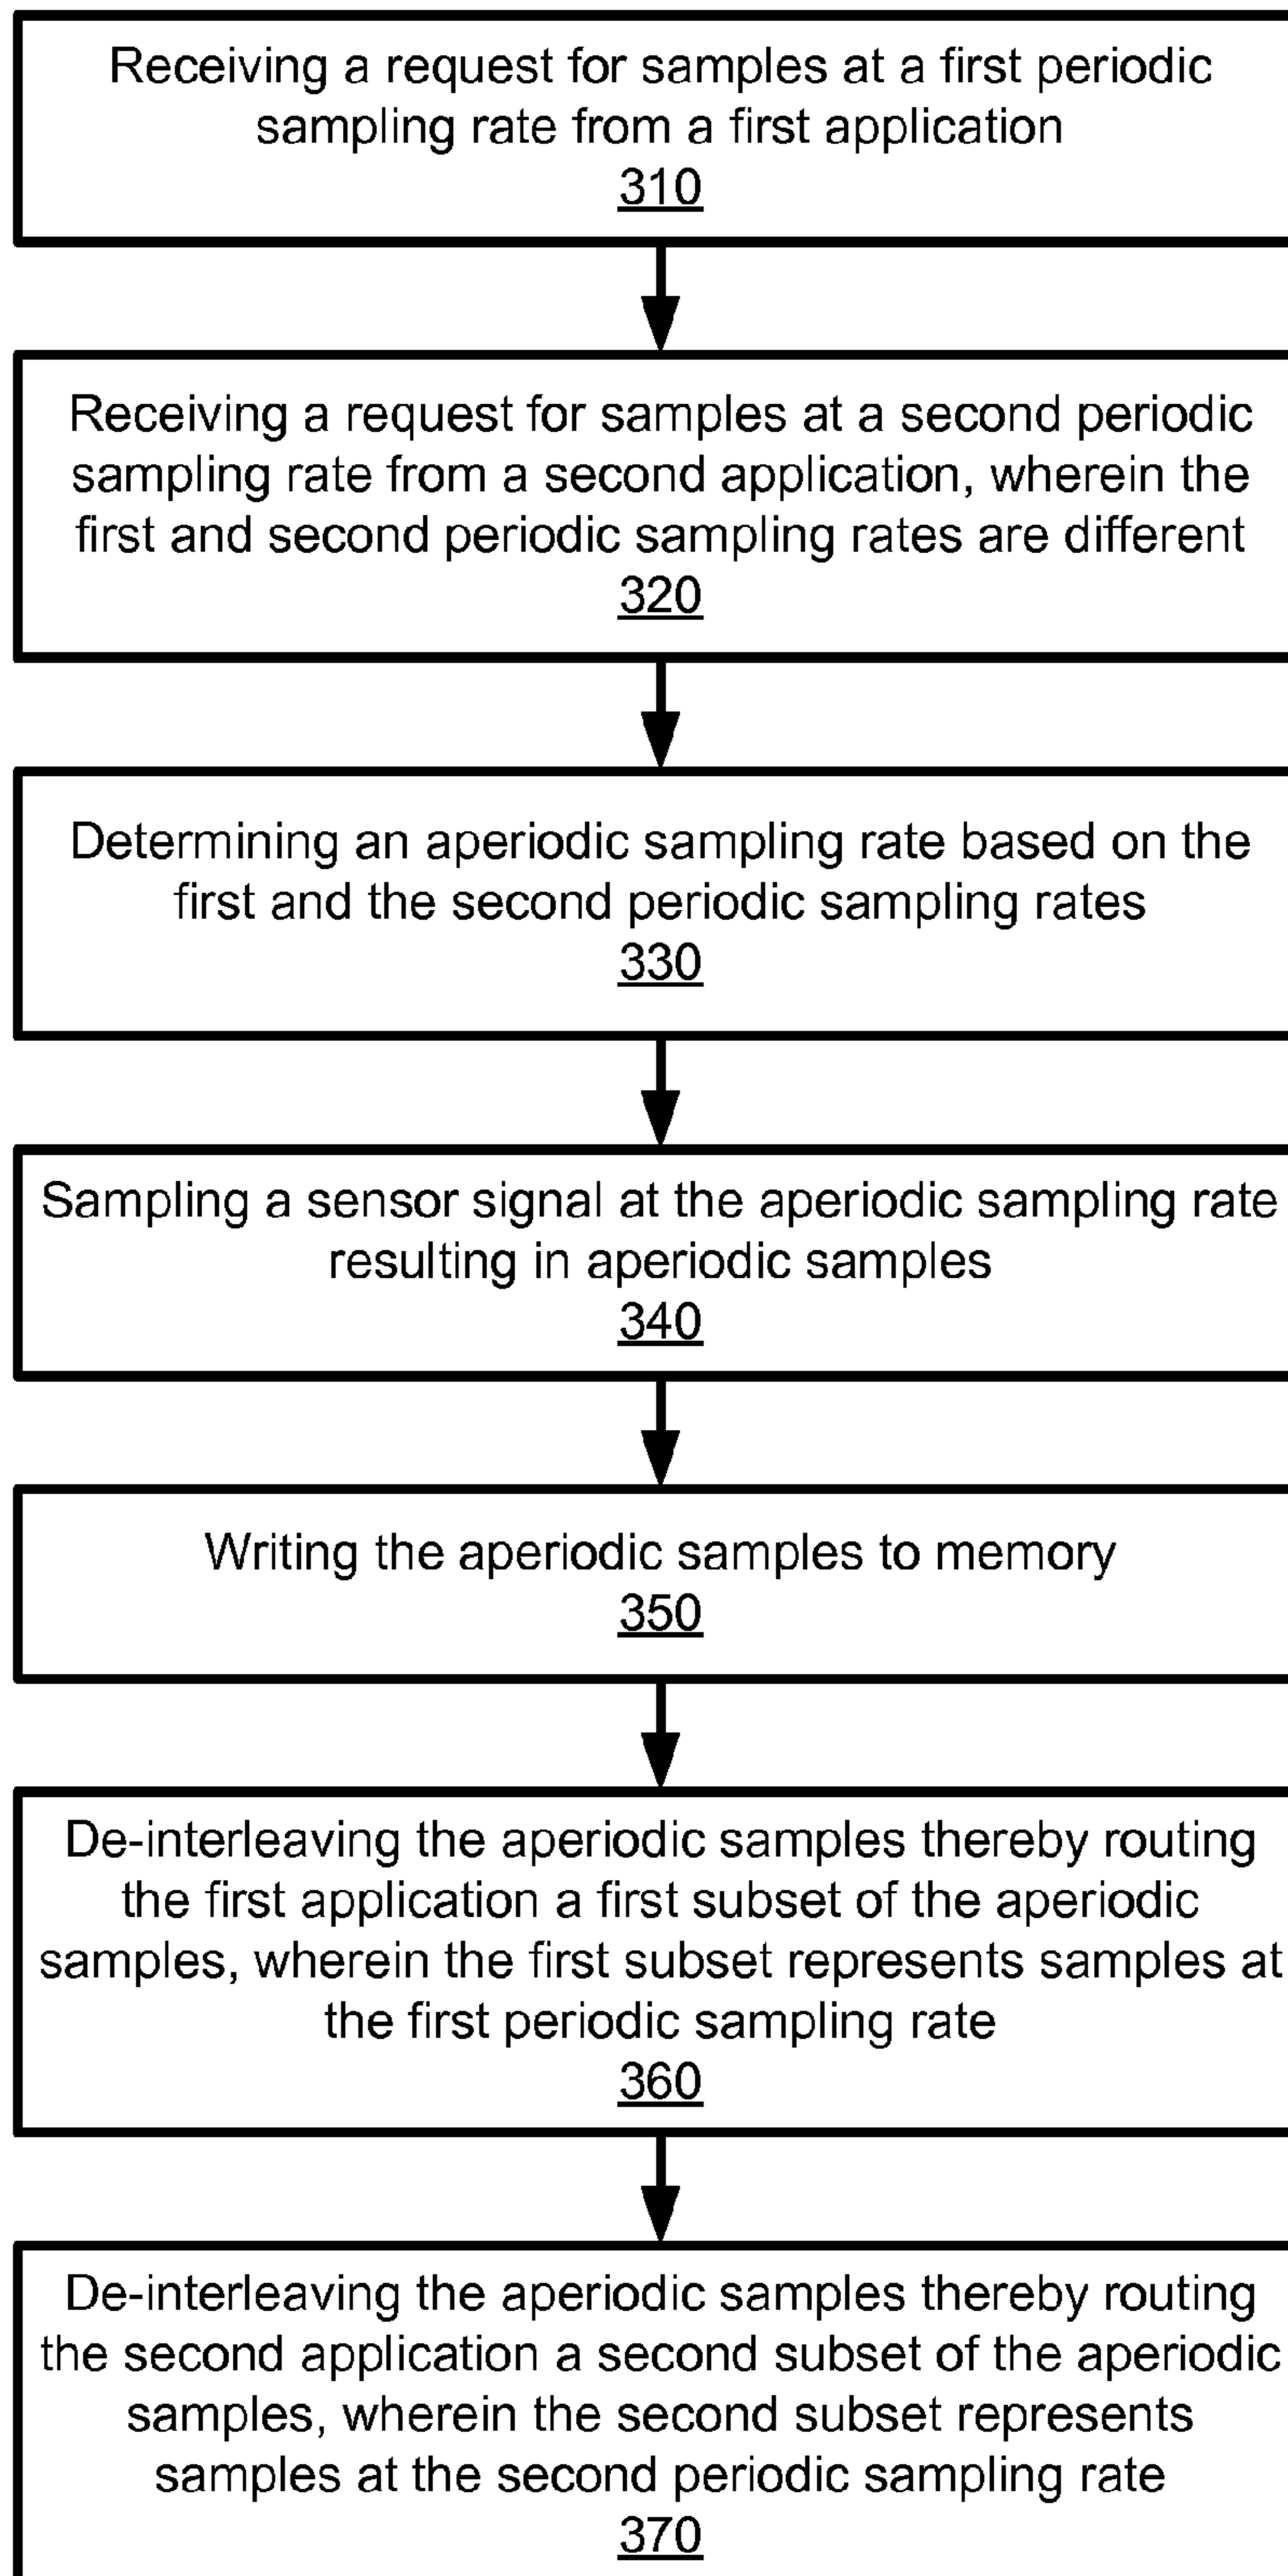 Receiving a request for samples at a first periodic
sampling rate from a first application
310
Receiving a request for samples at a second periodic
sampling rate from a second application, wherein the
first and second periodic sampling rates are different
320
Determining an aperiodic sampling rate based on the
first and the second periodic sampling rates
330
Sampling a sensor signal at the aperiodic sampling rate
resulting in aperiodic samples
340
Writing the aperiodic samples to memory
350
De-interleaving the aperiodic samples thereby routing
the first application a first subset of the aperiodic
samples, wherein the first subset represents samples at
the first periodic sampling rate
360
De-interleaving the aperiodic samples thereby routing
the second application a second subset of the aperiodic
samples, wherein the second subset represents
samples at the second periodic sampling rate
370